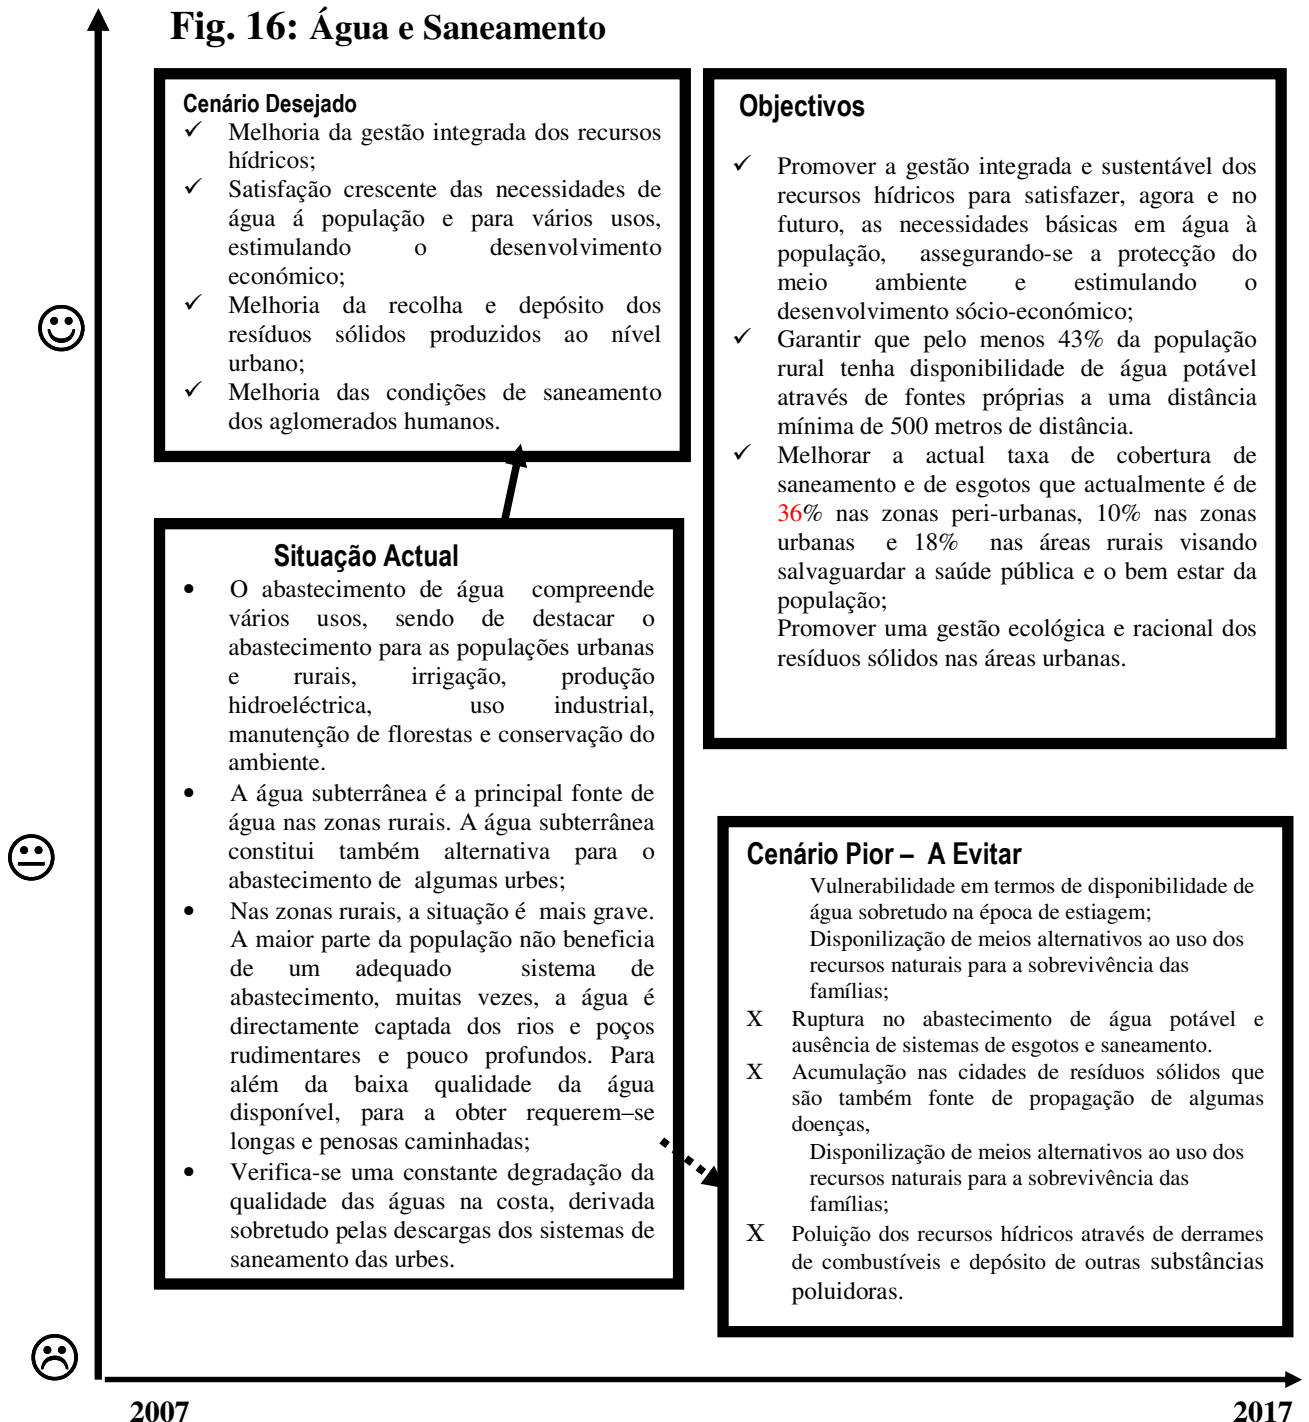 Fig. 16: Água e Saneamento
Cenário Desejado
✓ Melhoria da gestão integrada dos recursos
hídricos;
✓ Satisfação crescente das necessidades de
água á população e para vários usos,
estimulando o desenvolvimento
económico;
✓ Melhoria da recolha e depósito dos
resíduos sólidos produzidos ao nível
urbano;
✓ Melhoria das condições de saneamento
dos aglomerados humanos.
Objectivos
✓ Promover a gestão integrada e sustentável dos
recursos hídricos para satisfazer, agora e no
futuro, as necessidades básicas em água à
população, assegurando-se a protecção do
meio ambiente e estimulando o
desenvolvimento sócio-económico;
✓ Garantir que pelo menos 43% da população
rural tenha disponibilidade de água potável
através de fontes próprias a uma distância
mínima de 500 metros de distância.
✓ Melhorar a actual taxa de cobertura de
saneamento e de esgotos que actualmente é de
36% nas zonas peri-urbanas, 10% nas zonas
urbanas e 18% nas áreas rurais visando
salvaguardar a saúde pública e o bem estar da
população;
Promover uma gestão ecológica e racional dos
resíduos sólidos nas áreas urbanas.
Situação Actual
• O abastecimento de água compreende
vários usos, sendo de destacar o
abastecimento para as populações urbanas
e rurais, irrigação, produção
hidroeléctrica, uso industrial,
manutenção de florestas e conservação do
ambiente.
• A água subterrânea é a principal fonte de
água nas zonas rurais. A água subterrânea
constitui também alternativa para o
abastecimento de algumas urbes;
• Nas zonas rurais, a situação é mais grave.
A maior parte da população não beneficia
de um adequado sistema de
abastecimento, muitas vezes, a água é
directamente captada dos rios e poços
rudimentares e pouco profundos. Para
além da baixa qualidade da água
disponível, para a obter requerem–se
longas e penosas caminhadas;
• Verifica-se uma constante degradação da
qualidade das águas na costa, derivada
sobretudo pelas descargas dos sistemas de
saneamento das urbes.
Cenário Pior – A Evitar
Vulnerabilidade em termos de disponibilidade de
água sobretudo na época de estiagem;
Disponilização de meios alternativos ao uso dos
recursos naturais para a sobrevivência das
famílias;
X Ruptura no abastecimento de água potável e
ausência de sistemas de esgotos e saneamento.
X Acumulação nas cidades de resíduos sólidos que
são também fonte de propagação de algumas
doenças,
Disponilização de meios alternativos ao uso dos
recursos naturais para a sobrevivência das
famílias;
X Poluição dos recursos hídricos através de derrames
de combustíveis e depósito de outras substâncias
poluidoras.
2007
2017